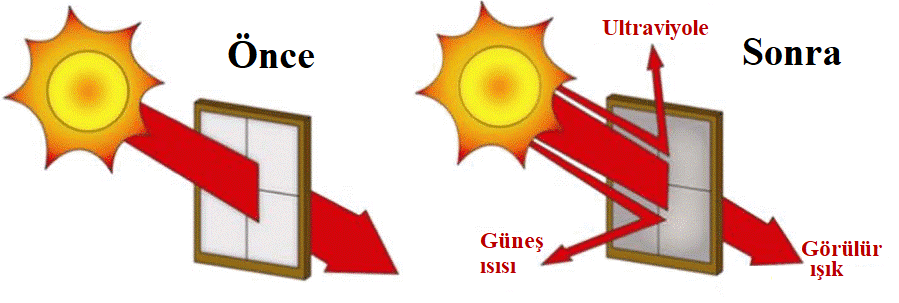 Önce
Ultraviyole
Sonra
Güneş
ısısı
Görülür
ışık